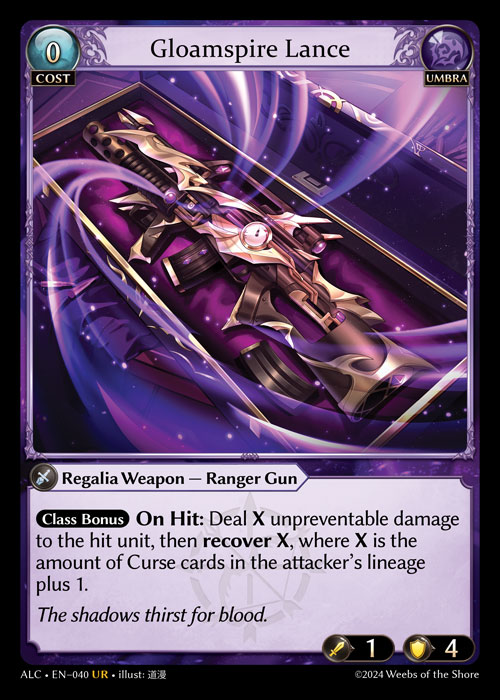 0
Gloamspire Lance
COST
UMBRA
Regalia Weapon — Ranger Gun
Class Bonus On Hit: Deal X unpreventable damage
to the hit unit, then recover X, where X is the
amount of Curse cards in the attacker's lineage
plus 1.
The shadows thirst for blood.
1
4
ALC • EN–040 UR • illust: 道漫
©2024 Weebs of the Shore